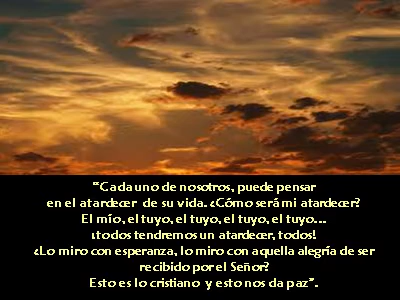 “Cada uno de nosotros, puede pensar
en el atardecer de su vida. ¿Cómo será mi atardecer?
El mío, el tuyo, el tuyo, el tuyo, el tuyo...
¡todos tendremos un atardecer, todos!
¿Lo miro con esperanza, lo miro con aquella alegría de ser
recibido por el Señor?
Esto es lo cristiano y esto nos da paz”.